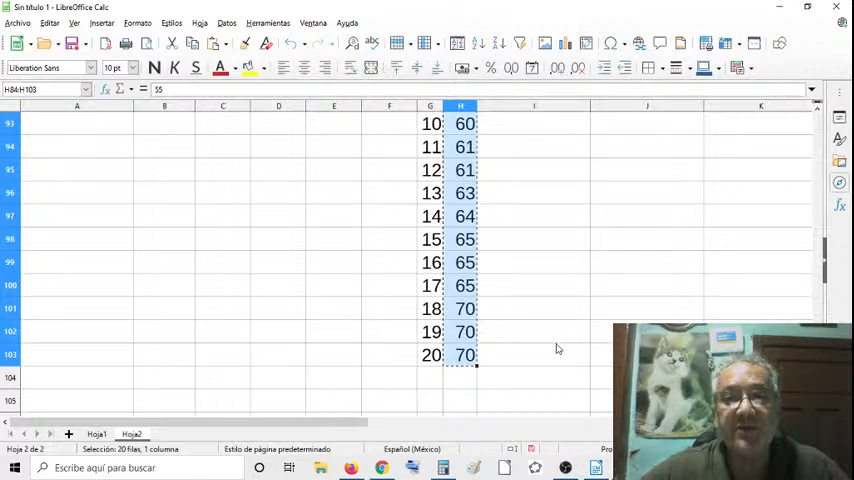 Sin título 1 - LibreOffice Calc
Archivo Editar Ver Insertar Formato Estilos Hoja Datos Herramientas Ventana Ayuda
Liberation Sans 10 pt N K S A % 0,0
H84:H103 fx Σ = 55
A B C D E F G H I J K
93 10 60
94 11 61
95 12 61
96 13 63
97 14 64
98 15 65
99 16 65
100 17 65
101 18 70
102 19 70
103 20 70
104
105
Hoja1 Hoja2
Hoja 2 de 2 Selección: 20 filas, 1 columna Estilo de página predeterminado Español (México) Pro
Escribe aquí para buscar